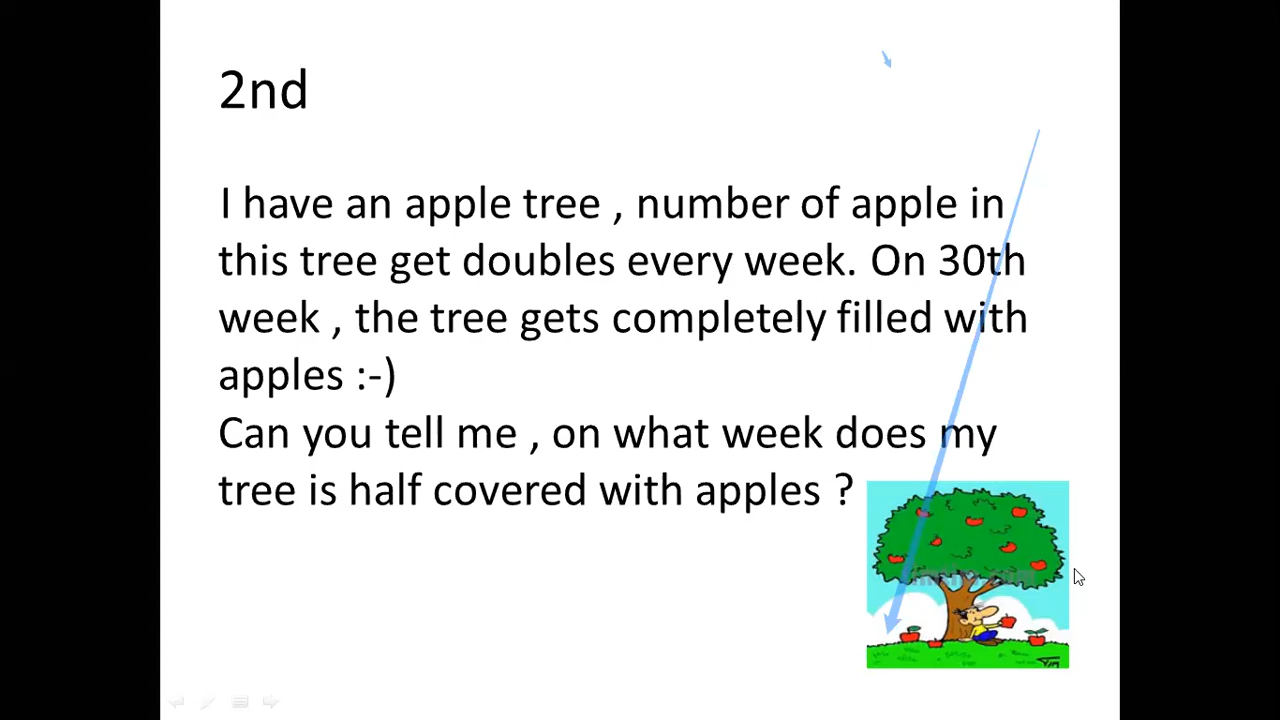 2nd
I have an apple tree , number of apple in
this tree get doubles every week. On 30th
week , the tree gets completely filled with
apples :-)
Can you tell me , on what week does my
tree is half covered with apples ?